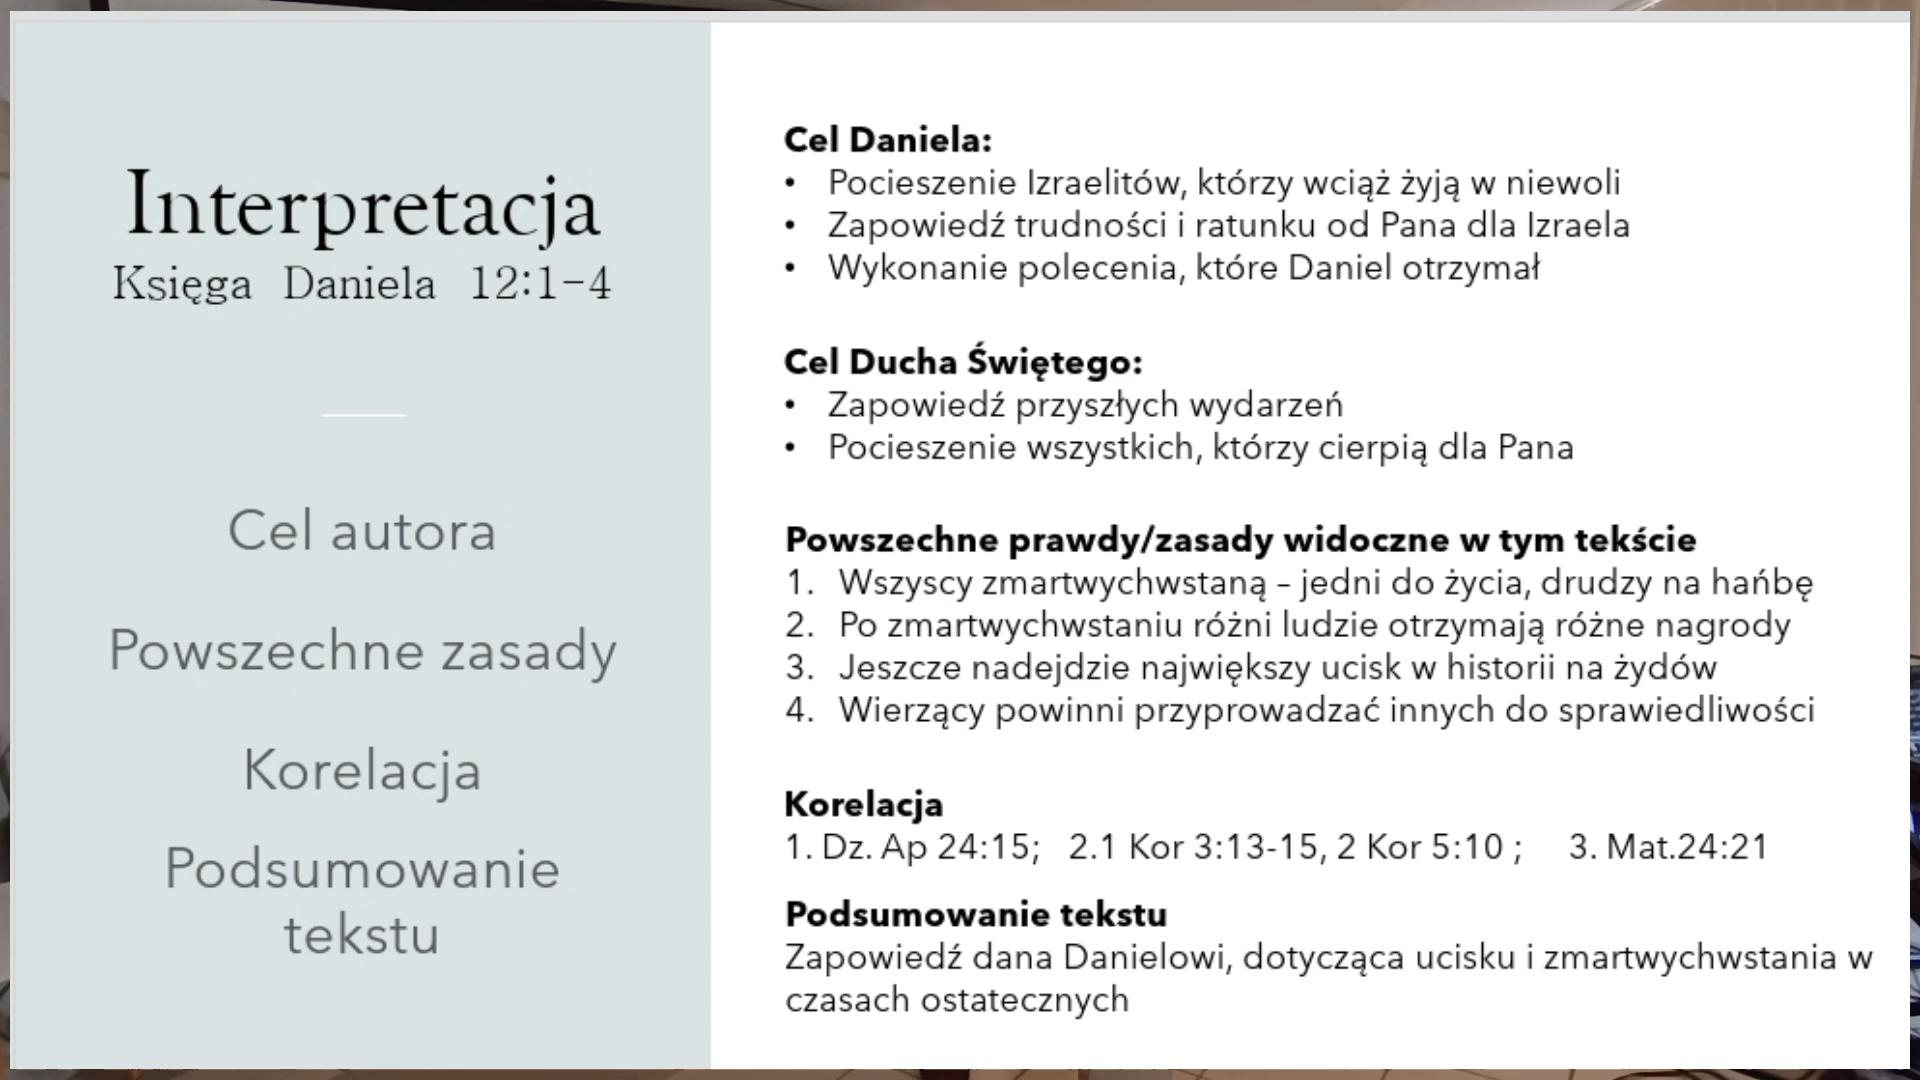 Interpretacja
Księga Daniela 12:1-4
Cel autora
Powszechne zasady
Korelacja
Podsumowanie
tekstu
Cel Daniela:
• Pocieszenie Izraelitów, którzy wciąż żyją w niewoli
• Zapowiedź trudności i ratunku od Pana dla Izraela
• Wykonanie polecenia, które Daniel otrzymał
Cel Ducha Świętego:
• Zapowiedź przyszłych wydarzeń
• Pocieszenie wszystkich, którzy cierpią dla Pana
Powszechne prawdy/zasady widoczne w tym tekście
1. Wszyscy zmartwychwstaną – jedni do życia, drudzy na hańbę
2. Po zmartwychwstaniu różni ludzie otrzymają różne nagrody
3. Jeszcze nadejdzie największy ucisk w historii na żydów
4. Wierzący powinni przyprowadzać innych do sprawiedliwości
Korelacja
1. Dz. Ap 24:15; 2.1 Kor 3:13-15, 2 Kor 5:10 ; 3. Mat.24:21
Podsumowanie tekstu
Zapowiedź dana Danielowi, dotycząca ucisku i zmartwychwstania w
czasach ostatecznych